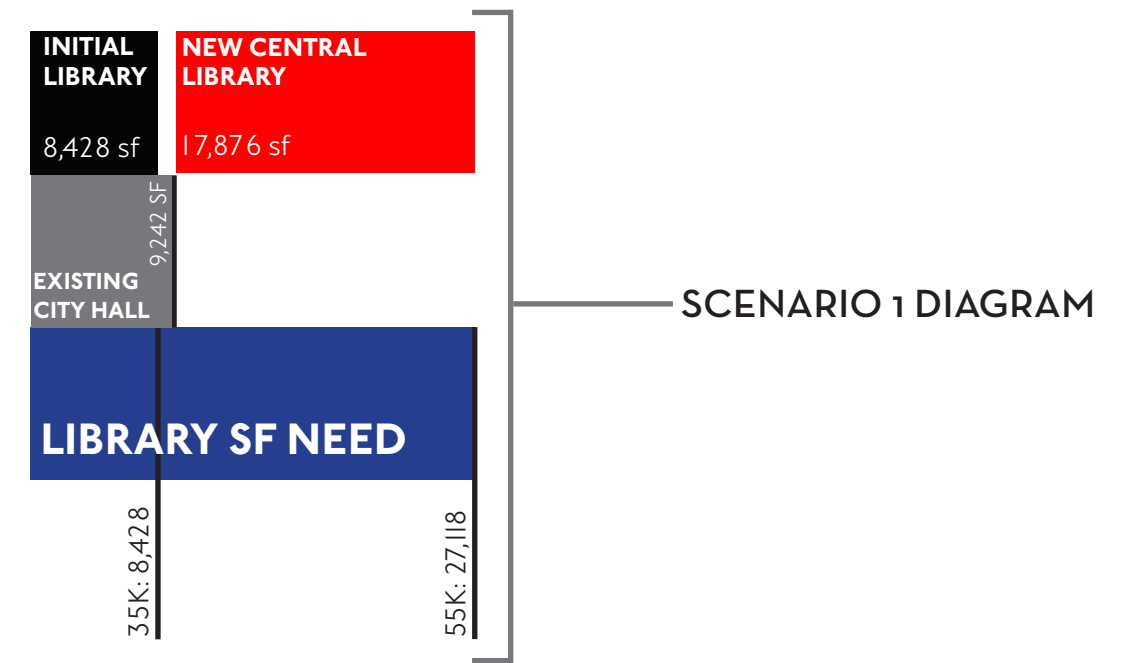 INITIAL
LIBRARY
8,428 sf
NEW CENTRAL
LIBRARY
17,876 sf
9,242 SF
EXISTING
CITY HALL
LIBRARY SF NEED
35K: 8,428
55K: 27,118
SCENARIO 1 DIAGRAM